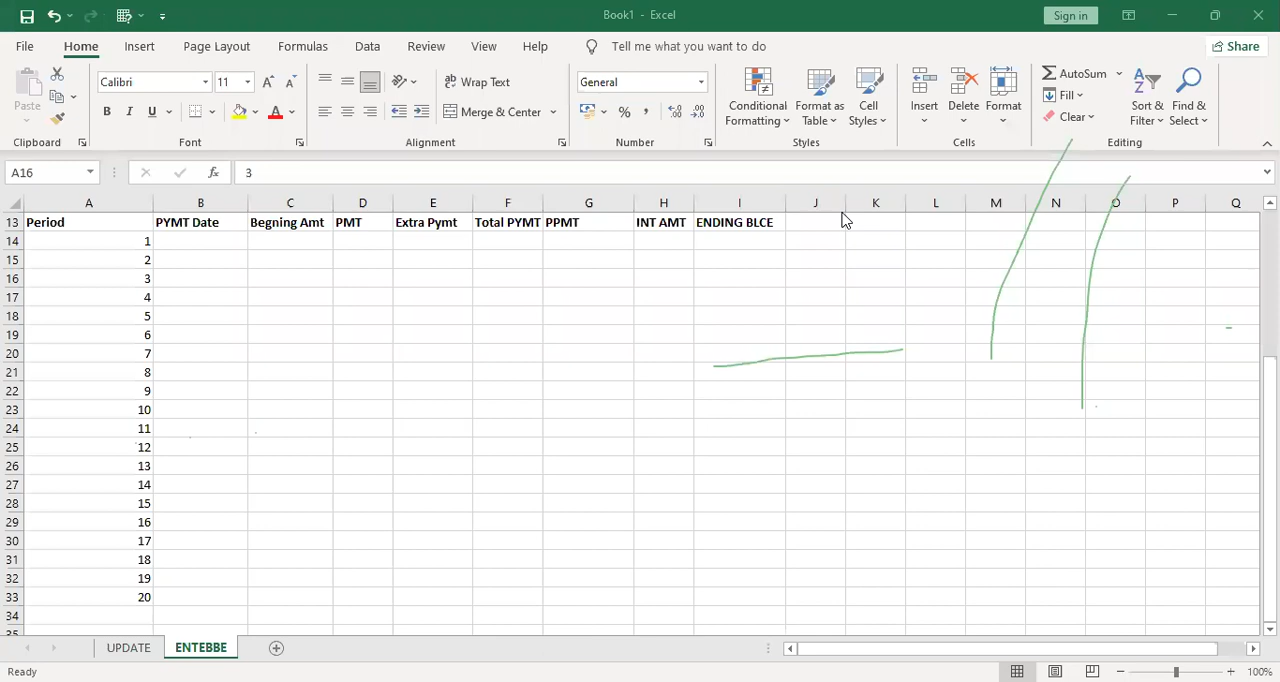 Book1 - Excel
Sign in
File Home Insert Page Layout Formulas Data Review View Help Tell me what you want to do Share
Paste Calibri 11 A A Wrap Text General Conditional Formatting Format as Table Cell Styles Insert Delete Format AutoSum Fill Clear Sort & Filter Find & Select
B I U A Merge & Center % ,
Clipboard Font Alignment Number Styles Cells Editing
A16 fx 3
A B C D E F G H I J K L M N O P Q
13 Period PYMT Date Begning Amt PMT Extra Pymt Total PYMT PPMT INT AMT ENDING BLCE
14 1
15 2
16 3
17 4
18 5
19 6
20 7
21 8
22 9
23 10
24 11
25 12
26 13
27 14
28 15
29 16
30 17
31 18
32 19
33 20
34
35
UPDATE ENTEBBE
Ready 100%